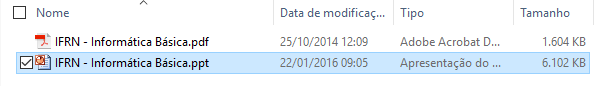 Nome Data de modificaç... Tipo Tamanho
IFRN - Informática Básica.pdf 25/10/2014 12:09 Adobe Acrobat D... 1.604 KB
IFRN - Informática Básica.ppt 22/01/2016 09:05 Apresentação do ... 6.102 KB